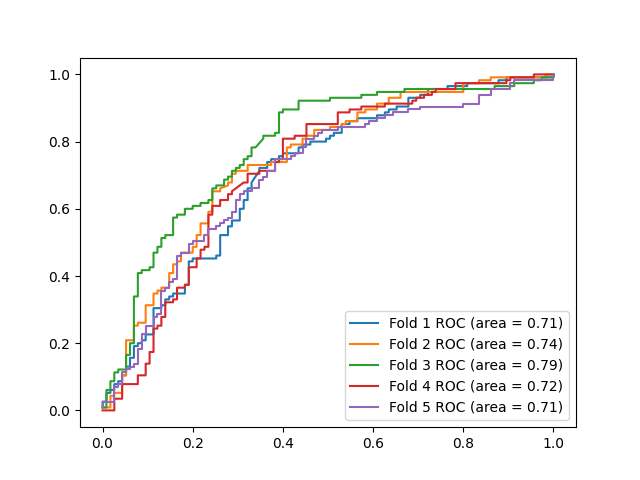 1.0
0.8
0.6
0.4
0.2
0.0
Fold 1 ROC (area = 0.71)
Fold 2 ROC (area = 0.74)
Fold 3 ROC (area = 0.79)
Fold 4 ROC (area = 0.72)
Fold 5 ROC (area = 0.71)
0.0 0.2 0.4 0.6 0.8 1.0